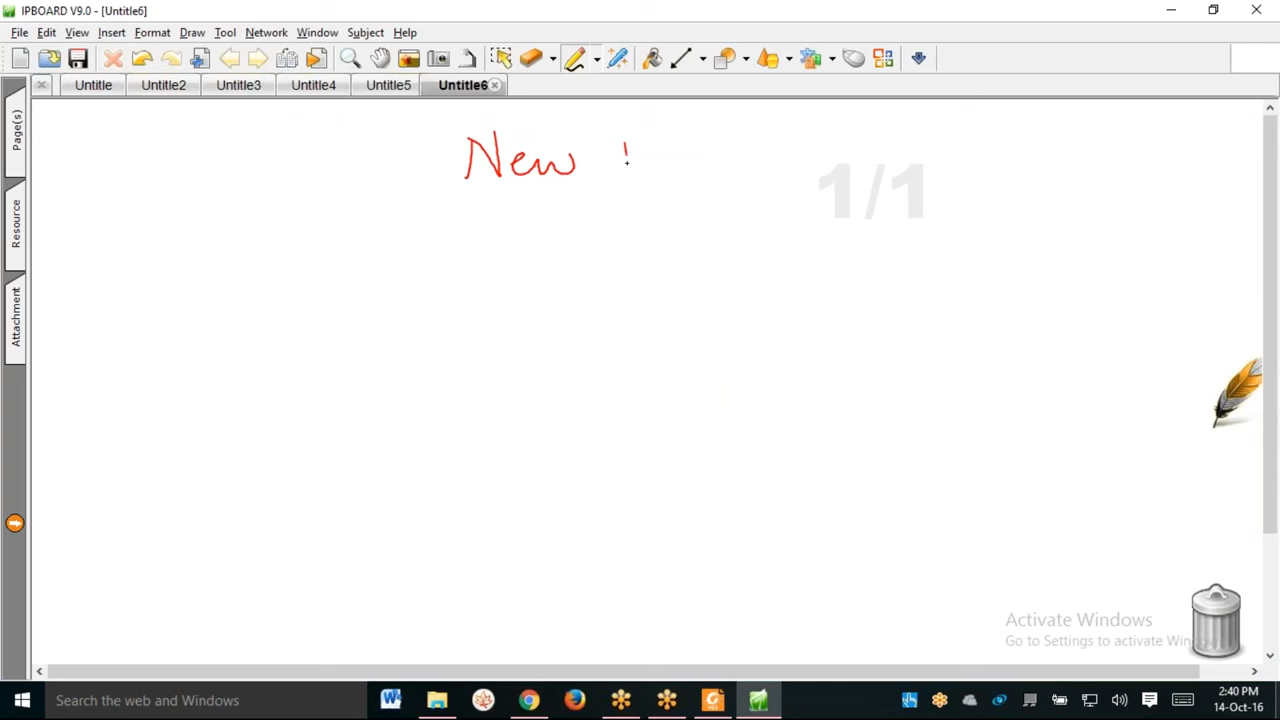 IPBOARD V9.0 - [Untitle6]
File Edit View Insert Format Draw Tool Network Window Subject Help
Untitle Untitle2 Untitle3 Untitle4 Untitle5 Untitle6
Page(s)
Resource
Attachment
New
1/1
Activate Windows
Go to Settings to activate Windows
Search the web and Windows
2:40 PM
14-Oct-16